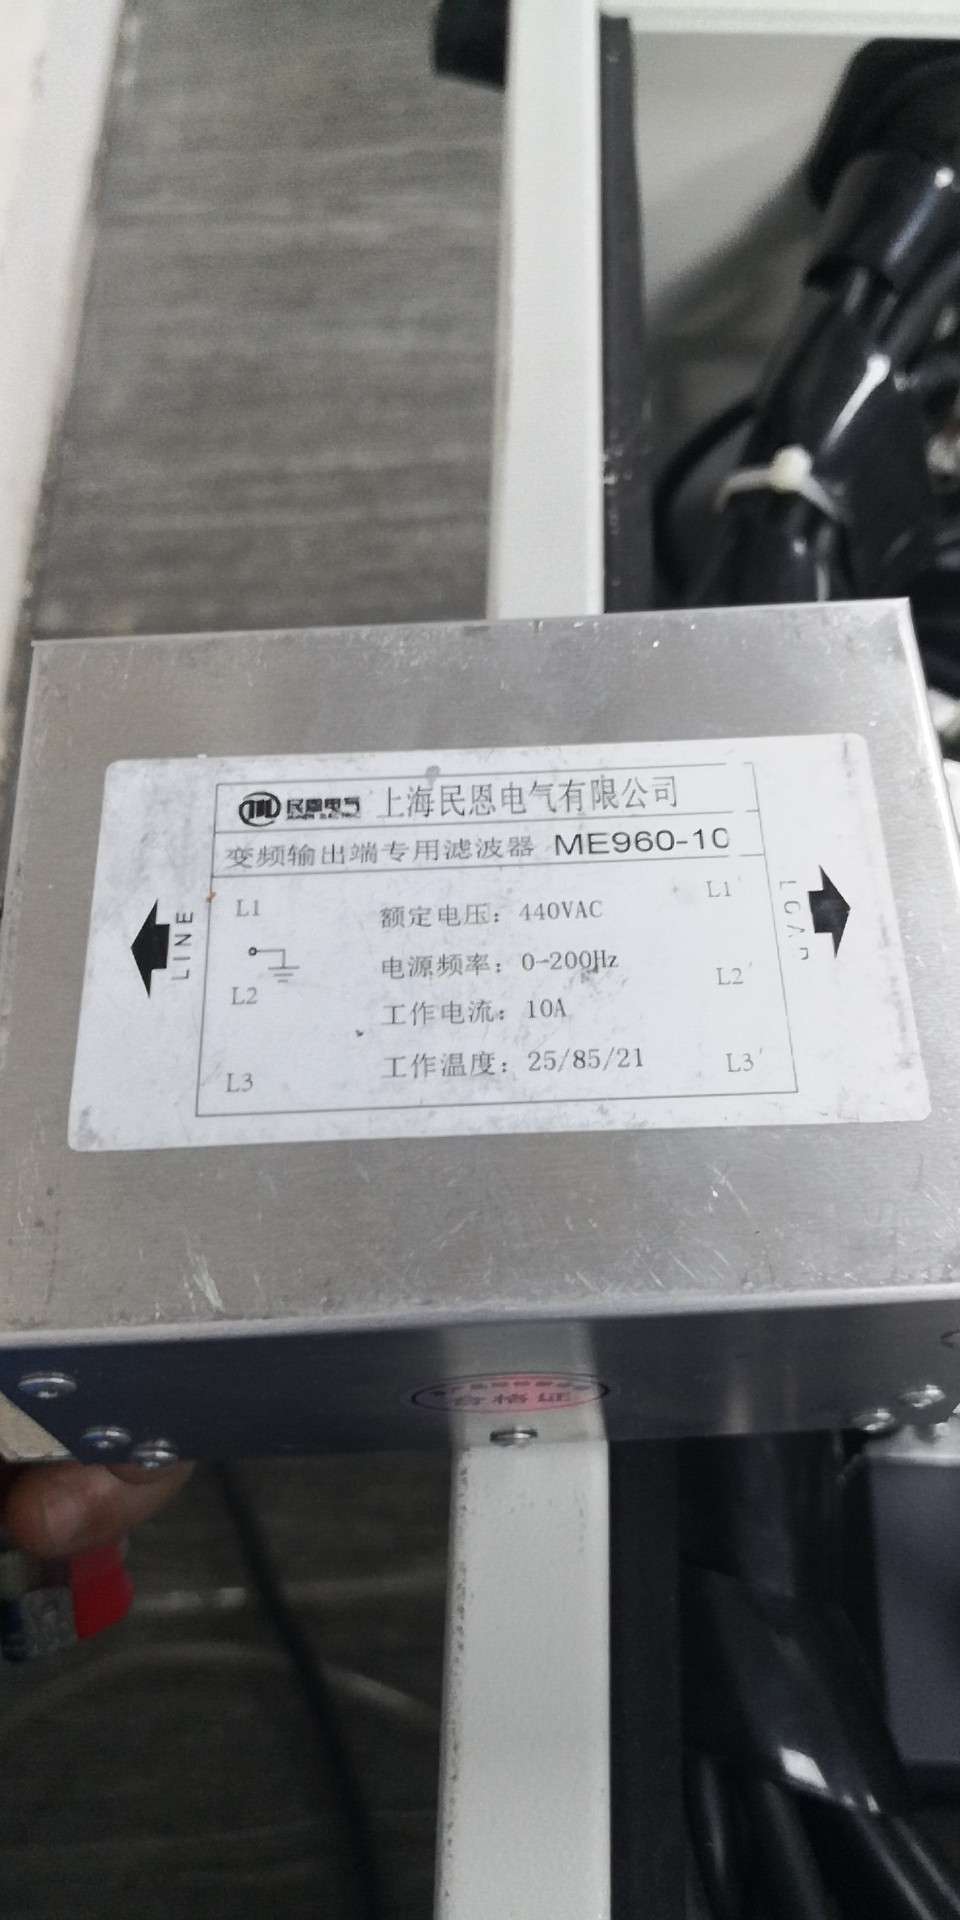 民恩电气 上海民恩电气有限公司
变频输出端专用滤波器 ME960-10
L1 额定电压：440VAC L1'
电源频率：0-200Hz
L2 L2'
工作电流：10A
L3 工作温度：25/85/21 L3'
LINE
LOAD
合格证